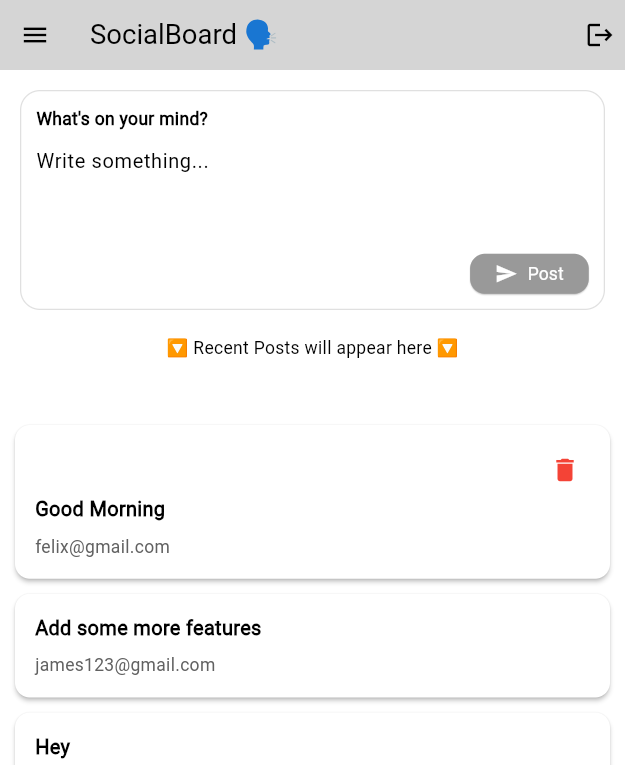 SocialBoard 🗣️
What's on your mind?
Write something...
Post
🔽 Recent Posts will appear here 🔽
Good Morning
felix@gmail.com
Add some more features
james123@gmail.com
Hey